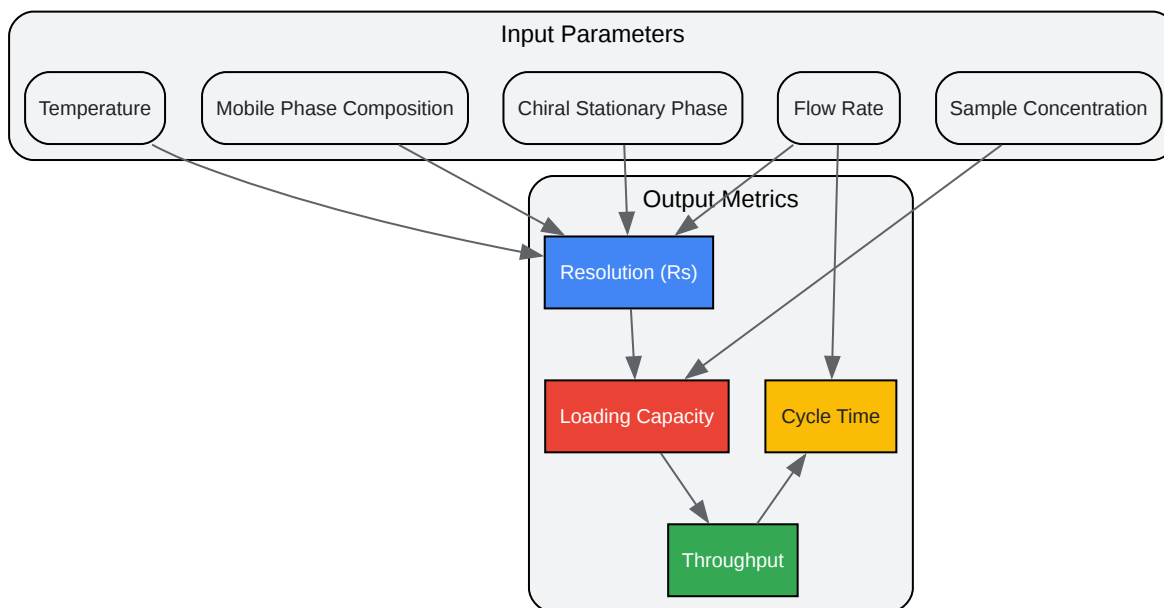 Input Parameters
Temperature
Mobile Phase Composition
Chiral Stationary Phase
Flow Rate
Sample Concentration
Output Metrics
Resolution (Rs)
Loading Capacity
Cycle Time
Throughput